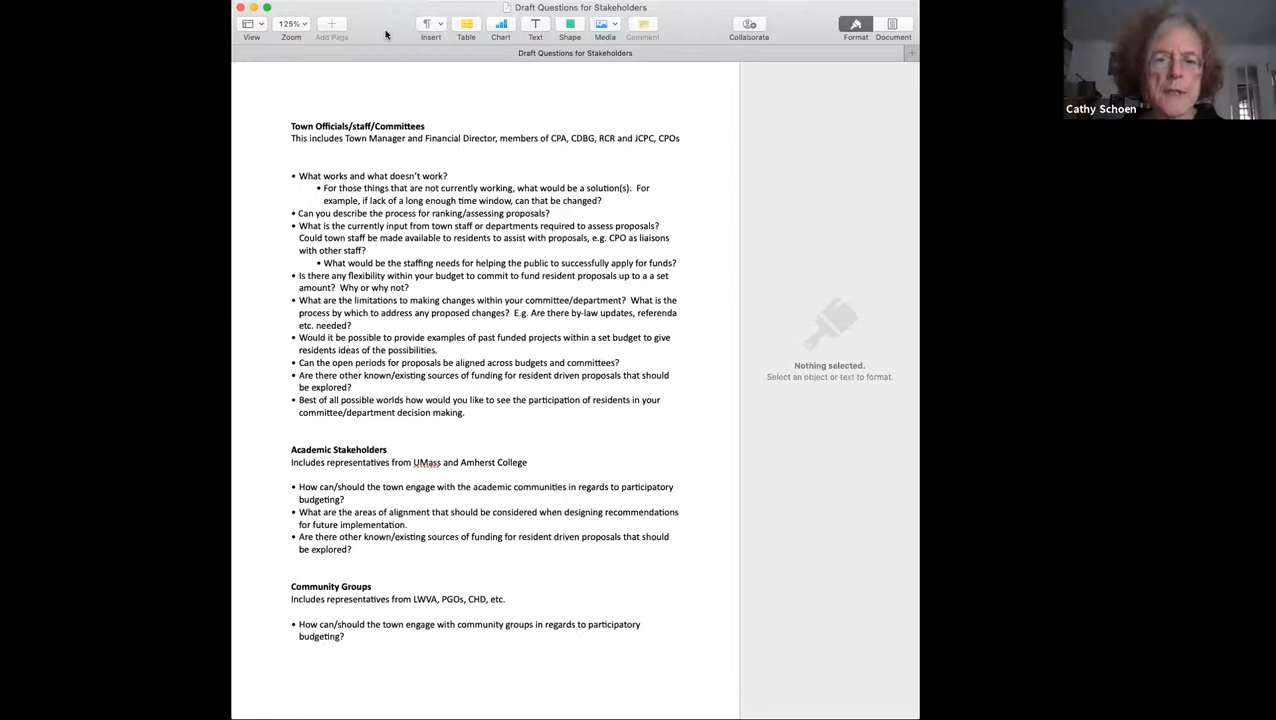 Draft Questions for Stakeholders
125%
View
Zoom
Add Page
Insert
Table
Chart
Text
Shape
Media
Comment
Collaborate
Format
Document
Draft Questions for Stakeholders
Cathy Schoen
Town Officials/staff/Committees
This includes Town Manager and Financial Director, members of CPA, CDBG, RCR and JCPC, CPOs
• What works and what doesn't work?
• For those things that are not currently working, what would be a solution(s). For
example, if lack of a long enough time window, can that be changed?
• Can you describe the process for ranking/assessing proposals?
• What is the currently input from town staff or departments required to assess proposals?
Could town staff be made available to residents to assist with proposals, e.g. CPO as liaisons
with other staff?
• What would be the staffing needs for helping the public to successfully apply for funds?
• Is there any flexibility within your budget to commit to fund resident proposals up to a a set
amount? Why or why not?
• What are the limitations to making changes within your committee/department? What is the
process by which to address any proposed changes? E.g. Are there by-law updates, referenda
etc. needed?
• Would it be possible to provide examples of past funded projects within a set budget to give
residents ideas of the possibilities.
• Can the open periods for proposals be aligned across budgets and committees?
• Are there other known/existing sources of funding for resident driven proposals that should
be explored?
• Best of all possible worlds how would you like to see the participation of residents in your
committee/department decision making.
Academic Stakeholders
Includes representatives from UMass and Amherst College
• How can/should the town engage with the academic communities in regards to participatory
budgeting?
• What are the areas of alignment that should be considered when designing recommendations
for future implementation.
• Are there other known/existing sources of funding for resident driven proposals that should
be explored?
Community Groups
Includes representatives from LWVA, PGOs, CHD, etc.
• How can/should the town engage with community groups in regards to participatory
budgeting?
Nothing selected.
Select an object or text to format.